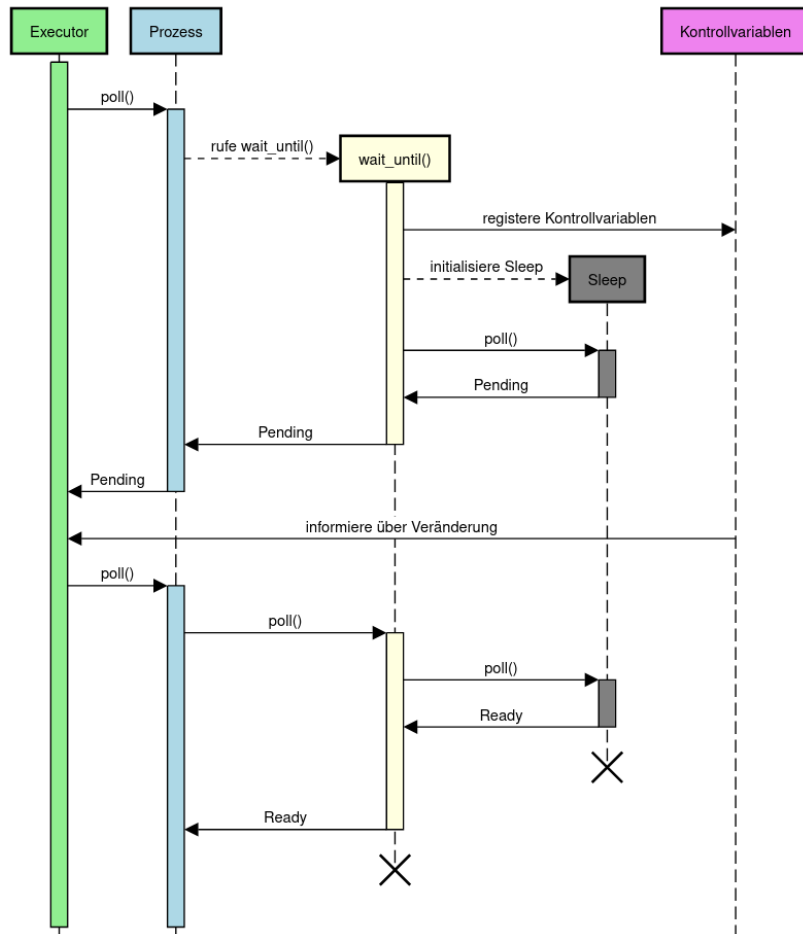 Executor
Prozess
Kontrollvariablen
poll()
rufe wait_until()
wait_until()
registere Kontrollvariablen
initialisiere Sleep
Sleep
poll()
Pending
Pending
Pending
informiere über Veränderung
poll()
poll()
poll()
Ready
Ready